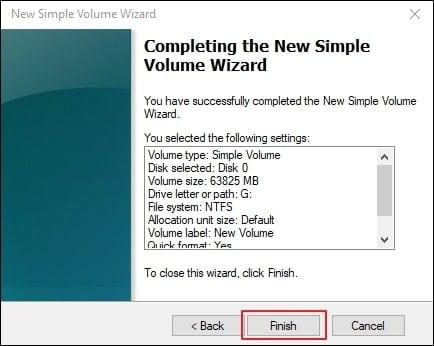 New Simple Volume Wizard
Completing the New Simple
Volume Wizard
You have successfully completed the New Simple Volume
Wizard.
You selected the following settings:
Volume type: Simple Volume
Disk selected: Disk 0
Volume size: 63825 MB
Drive letter or path: G:
File system: NTFS
Allocation unit size: Default
Volume label: New Volume
Quick format: Yes
To close this wizard, click Finish.
< Back
Finish
Cancel